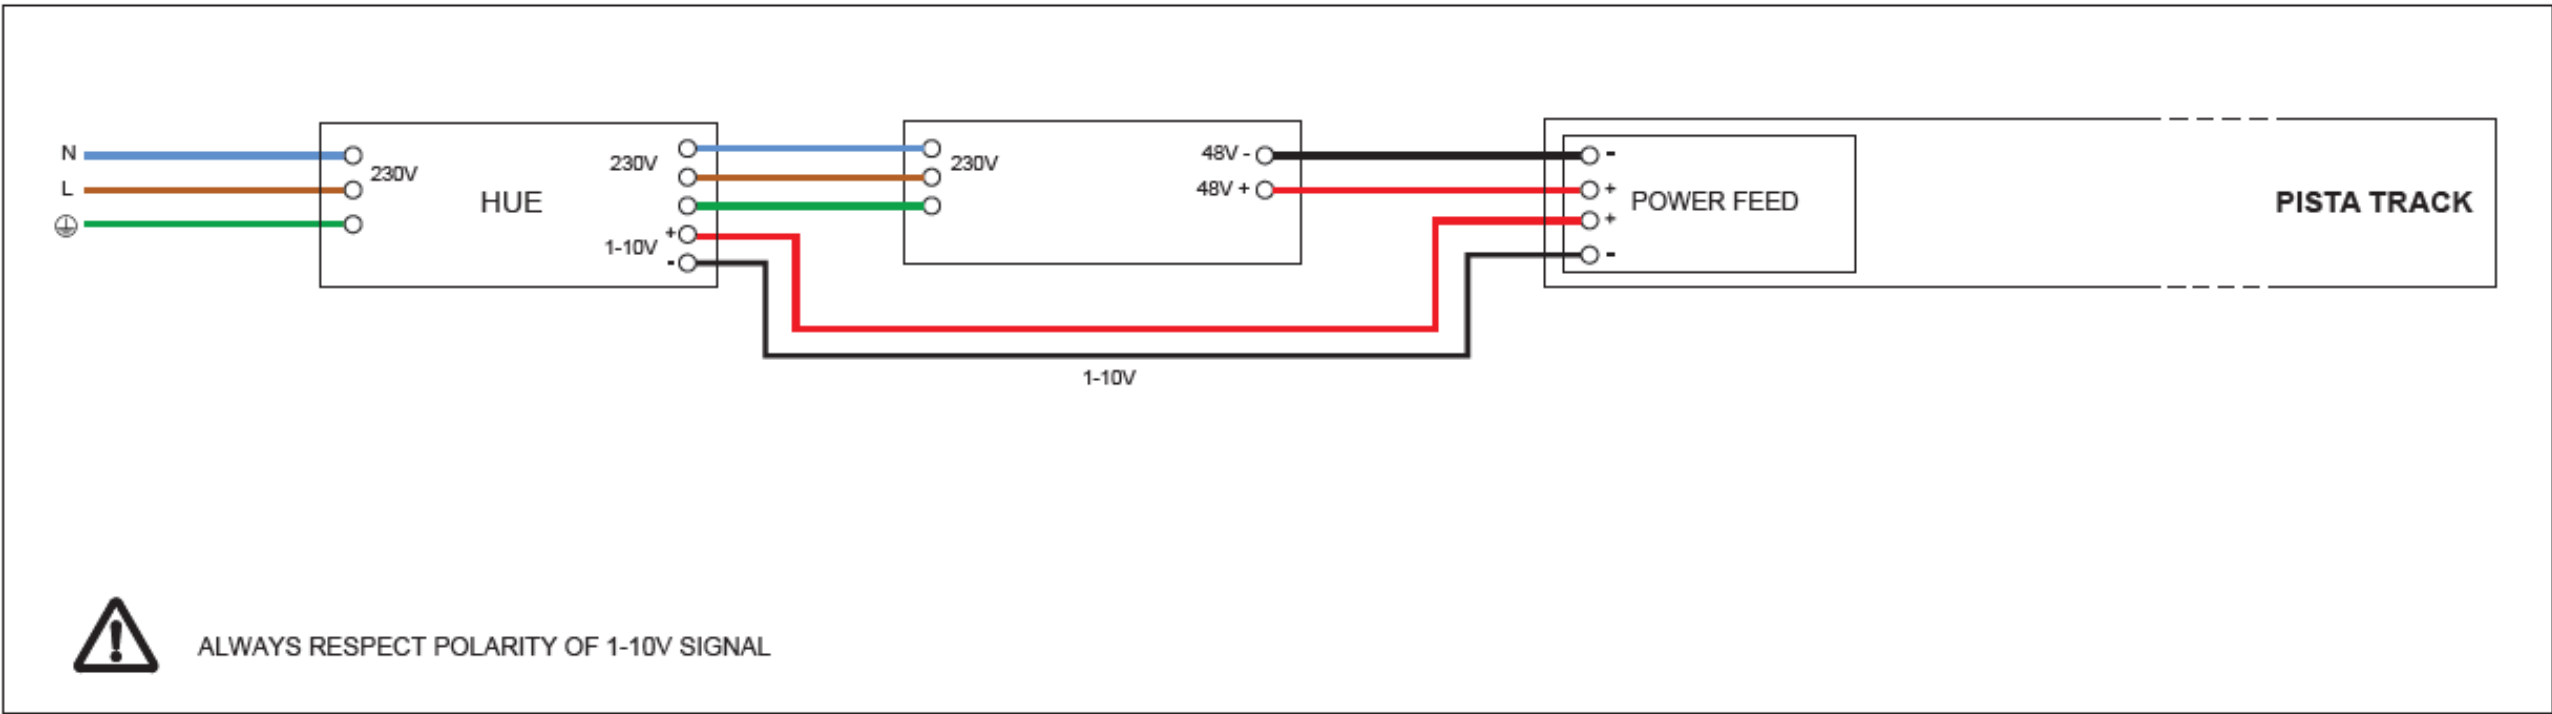 N
L
230V
HUE
230V
1-10V
+
-
230V
48V -
48V +
-
+
+
-
POWER FEED
PISTA TRACK
1-10V
ALWAYS RESPECT POLARITY OF 1-10V SIGNAL